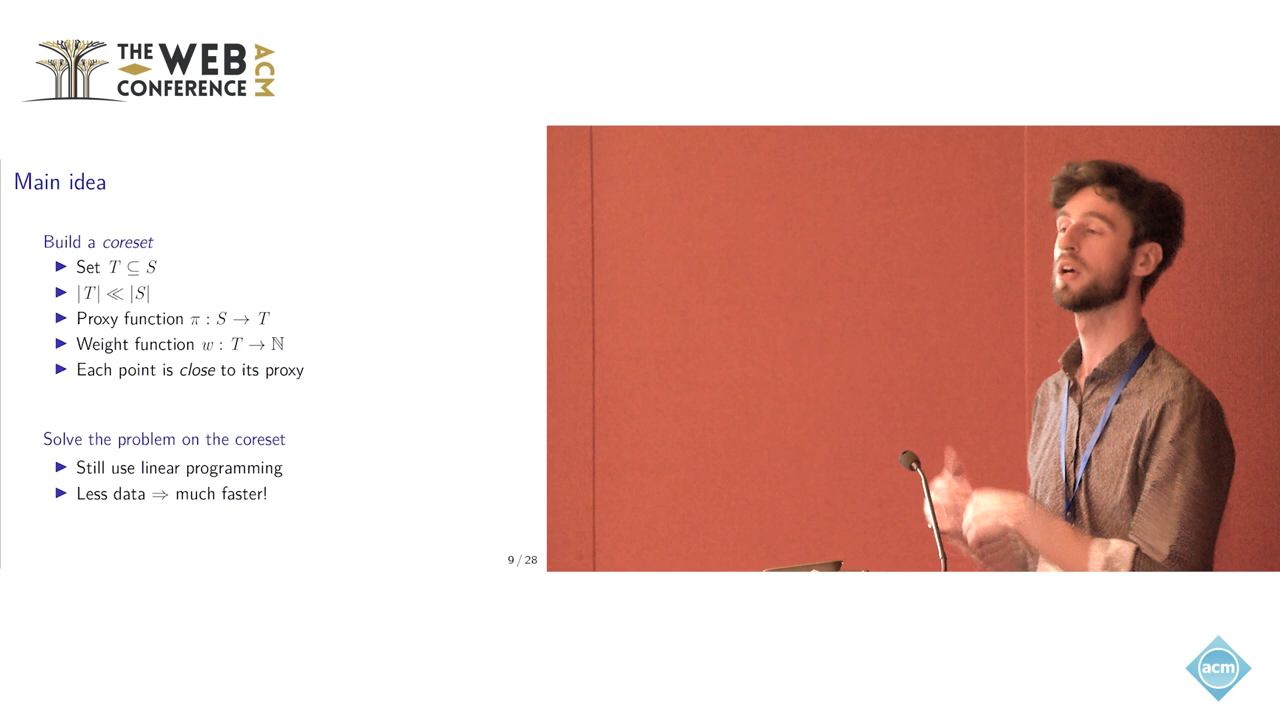 THE WEB
CONFERENCE
ACM
Main idea
Build a coreset
▶ Set T ⊆ S
▶ |T| ≪ |S|
▶ Proxy function π : S → T
▶ Weight function w : T → ℕ
▶ Each point is close to its proxy
Solve the problem on the coreset
▶ Still use linear programming
▶ Less data ⇒ much faster!
9 / 28
acm